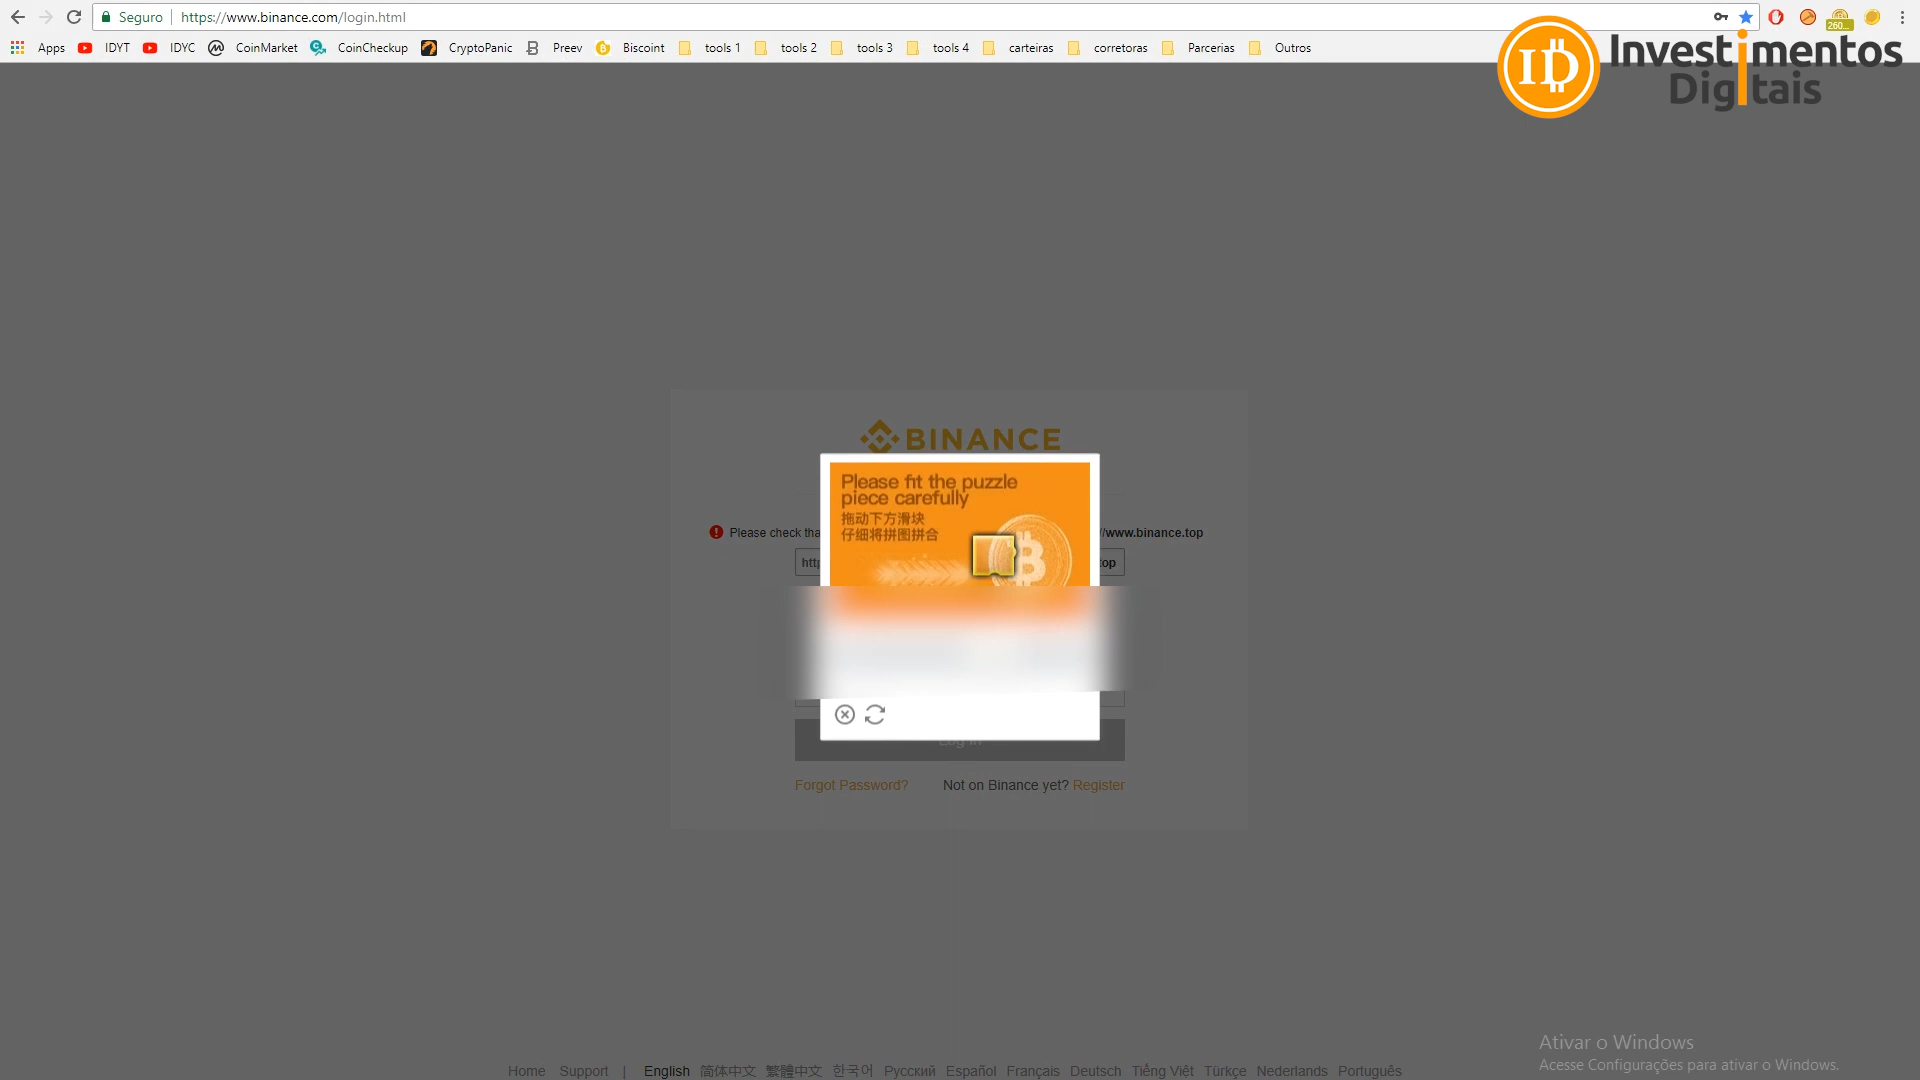 Seguro https://www.binance.com/login.html
260...
Apps IDYT IDYC CoinMarket CoinCheckup CryptoPanic Preev Biscoint tools 1 tools 2 tools 3 tools 4 carteiras corretoras Parcerias Outros
ID Investimentos
Digitais
BINANCE
Please fit the puzzle
piece carefully
拖动下方滑块
仔细将拼图拼合
Please check //www.binance.top
Log In
Forgot Password? Not on Binance yet? Register
Home Support | English 简体中文 繁體中文 한국어 Русский Español Français Deutsch Tiếng Việt Türkçe Nederlands Português
Ativar o Windows
Acesse Configurações para ativar o Windows.